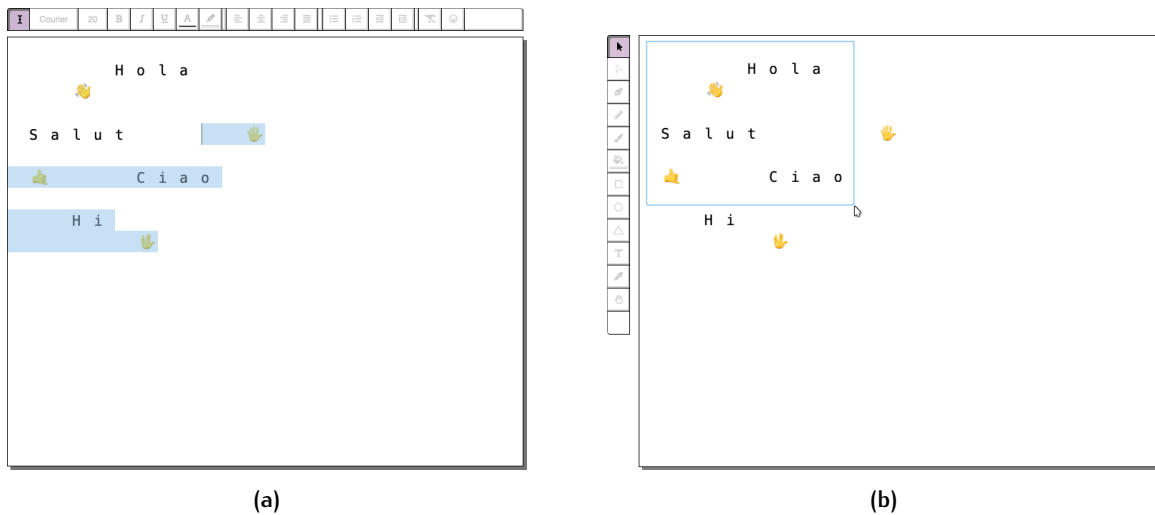 Courier 20 B I U A
H o l a
👋
S a l u t 🖐
🤙 C i a o
H i
🖖
(a)
T
H o l a
👋
S a l u t 🖐
🤙 C i a o
H i
🖖
(b)